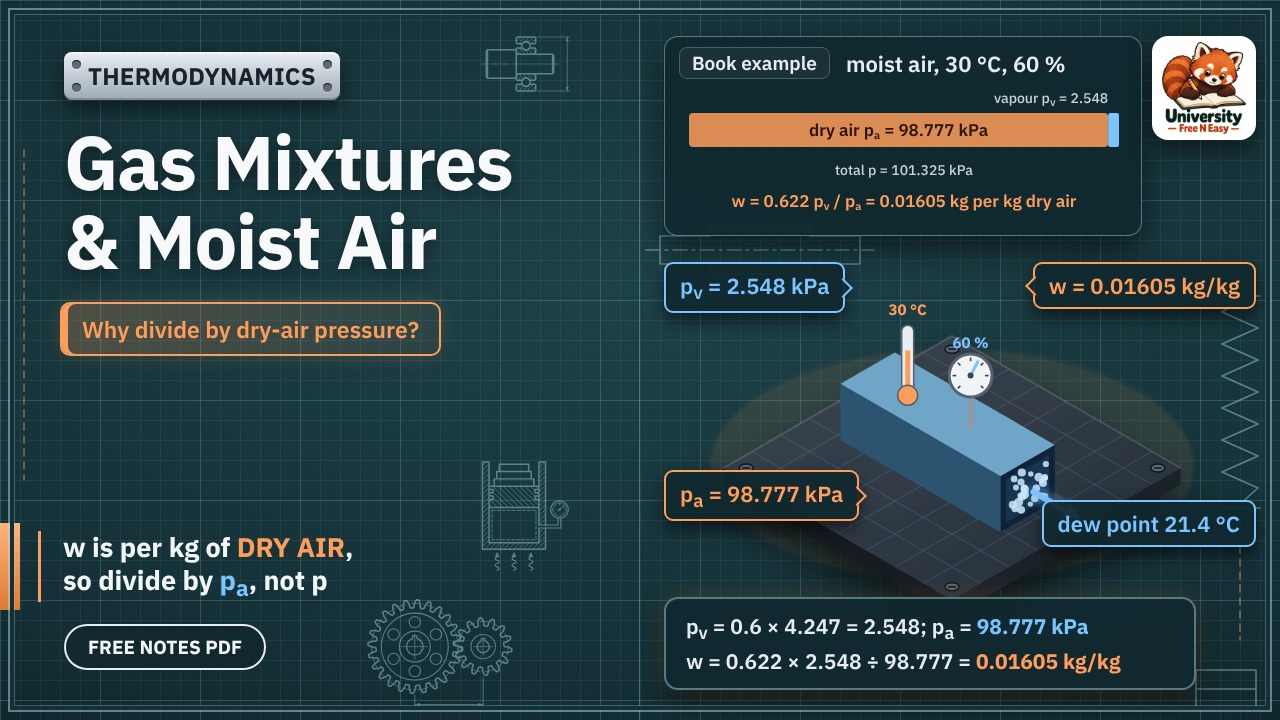 THERMODYNAMICS
Gas Mixtures
& Moist Air
Why divide by dry-air pressure?
w is per kg of DRY AIR,
so divide by pa, not p
FREE NOTES PDF
Book example
moist air, 30 °C, 60 %
vapour pv = 2.548
dry air pa = 98.777 kPa
total p = 101.325 kPa
w = 0.622 pv / pa = 0.01605 kg per kg dry air
University
Free N Easy
pv = 2.548 kPa
w = 0.01605 kg/kg
30 °C
60 %
pa = 98.777 kPa
dew point 21.4 °C
pv = 0.6 × 4.247 = 2.548; pa = 98.777 kPa
w = 0.622 × 2.548 ÷ 98.777 = 0.01605 kg/kg